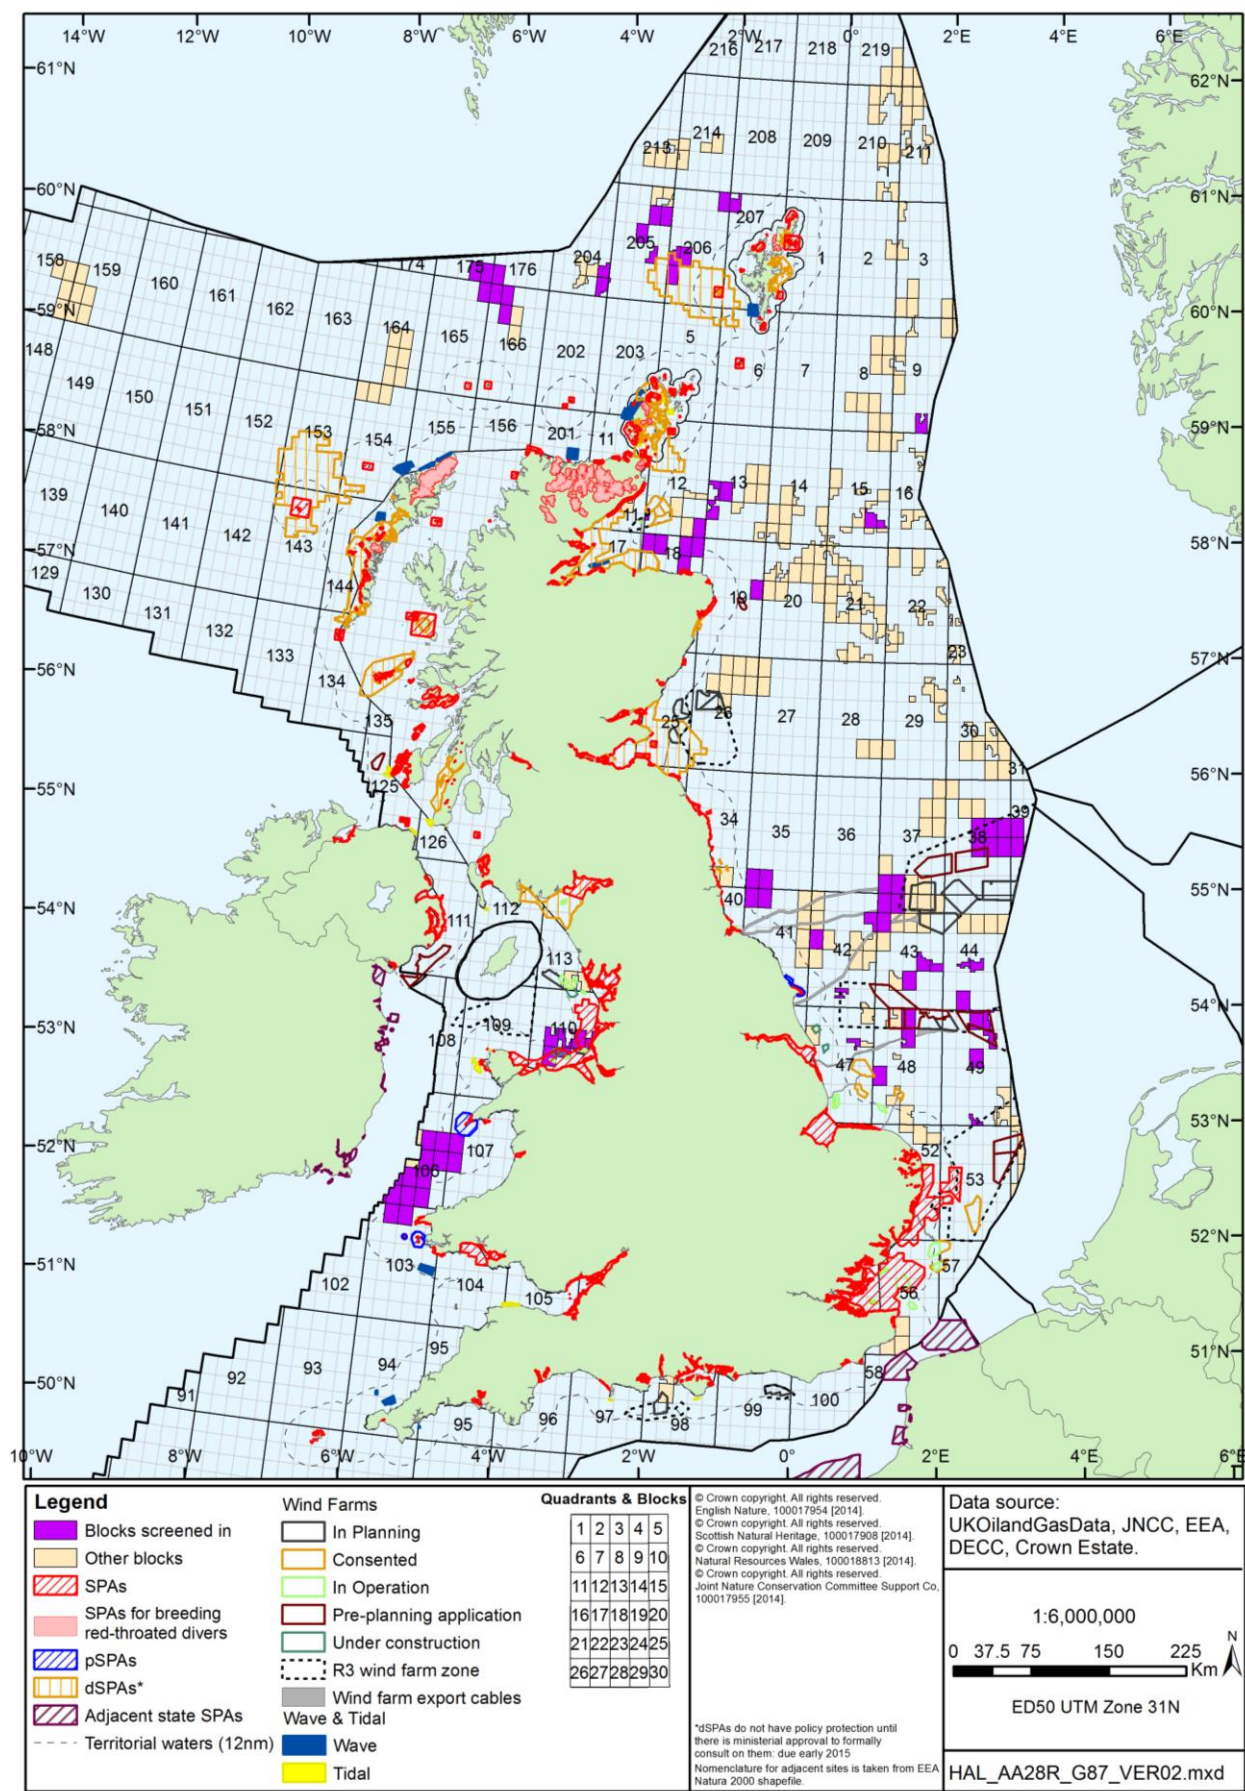 14°W 12°W 10°W 8°W 6°W 4°W 2°W 0° 2°E 4°E 6°E
216 217 218 219
61°N
62°N
214 208 209 210 211
213
60°N
61°N
207
205 206 1 2 3
158 159 174 175 176 204
160 161 162 163
59°N
60°N
164 165 166 202 203 5 6 7 8 9
148
149 150 151 152 153 154 155 156 201 11
58°N
59°N
12 13 14 15 16
139 140 141 142 143
11 17 18
57°N
58°N
129 130 131 132 133 144
19 20 21 22 23
56°N
57°N
134 135
25 26 27 28 29 30 31
55°N
56°N
125 126
34 35 36 37 38 39
54°N
55°N
111 112 113
40 41 42 43 44
53°N
54°N
108 109 110
47 48 49
52°N
53°N
106 107
52 53
51°N
52°N
102 103 104 105
56 57
50°N
51°N
91 92 93 94 95
95 96 97 98 99 100 58
10°W 8°W 6°W 4°W 2°W 0° 2°E 4°E 6°E
Legend
Blocks screened in
Other blocks
SPAs
SPAs for breeding
red-throated divers
pSPAs
dSPAs*
Adjacent state SPAs
Territorial waters (12nm)
Wind Farms
In Planning
Consented
In Operation
Pre-planning application
Under construction
R3 wind farm zone
Wind farm export cables
Wave & Tidal
Wave
Tidal
Quadrants & Blocks
1 2 3 4 5
6 7 8 9 10
11 12 13 14 15
16 17 18 19 20
21 22 23 24 25
26 27 28 29 30
© Crown copyright. All rights reserved.
English Nature, 100017954 [2014].
© Crown copyright. All rights reserved.
Scottish Natural Heritage, 100017908 [2014].
© Crown copyright. All rights reserved.
Natural Resources Wales, 100018813 [2014].
© Crown copyright. All rights reserved.
Joint Nature Conservation Committee Support Co,
100017955 [2014].
*dSPAs do not have policy protection until
there is ministerial approval to formally
consult on them: due early 2015
Nomenclature for adjacent sites is taken from EEA
Natura 2000 shapefile.
Data source:
UKOilandGasData, JNCC, EEA,
DECC, Crown Estate.
1:6,000,000
0 37.5 75 150 225
Km
N
ED50 UTM Zone 31N
HAL_AA28R_G87_VER02.mxd